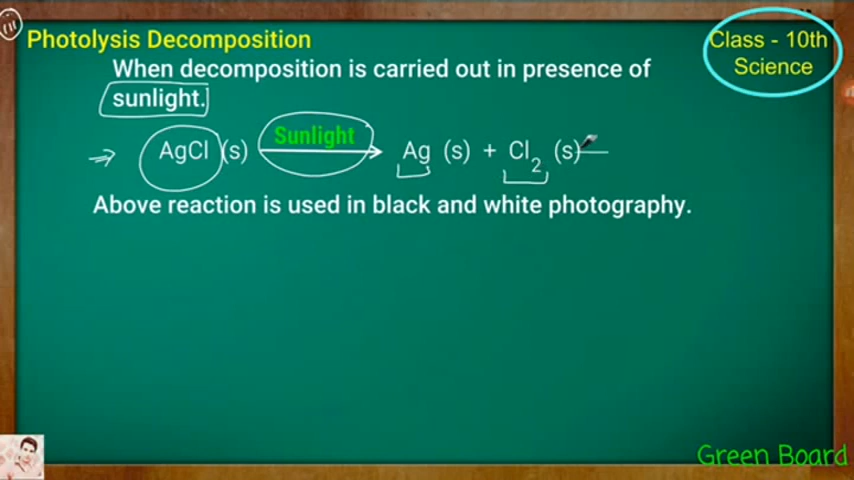 (iii)
Photolysis Decomposition
Class - 10th
Science
When decomposition is carried out in presence of
sunlight.
AgCl (s) Sunlight → Ag (s) + Cl₂ (s)
Above reaction is used in black and white photography.
Green Board